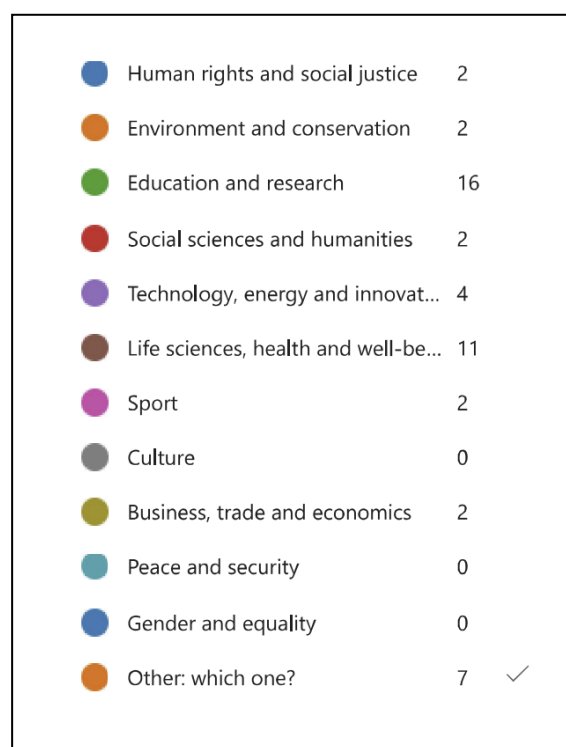 Human rights and social justice 2
Environment and conservation 2
Education and research 16
Social sciences and humanities 2
Technology, energy and innovat... 4
Life sciences, health and well-be... 11
Sport 2
Culture 0
Business, trade and economics 2
Peace and security 0
Gender and equality 0
Other: which one? 7